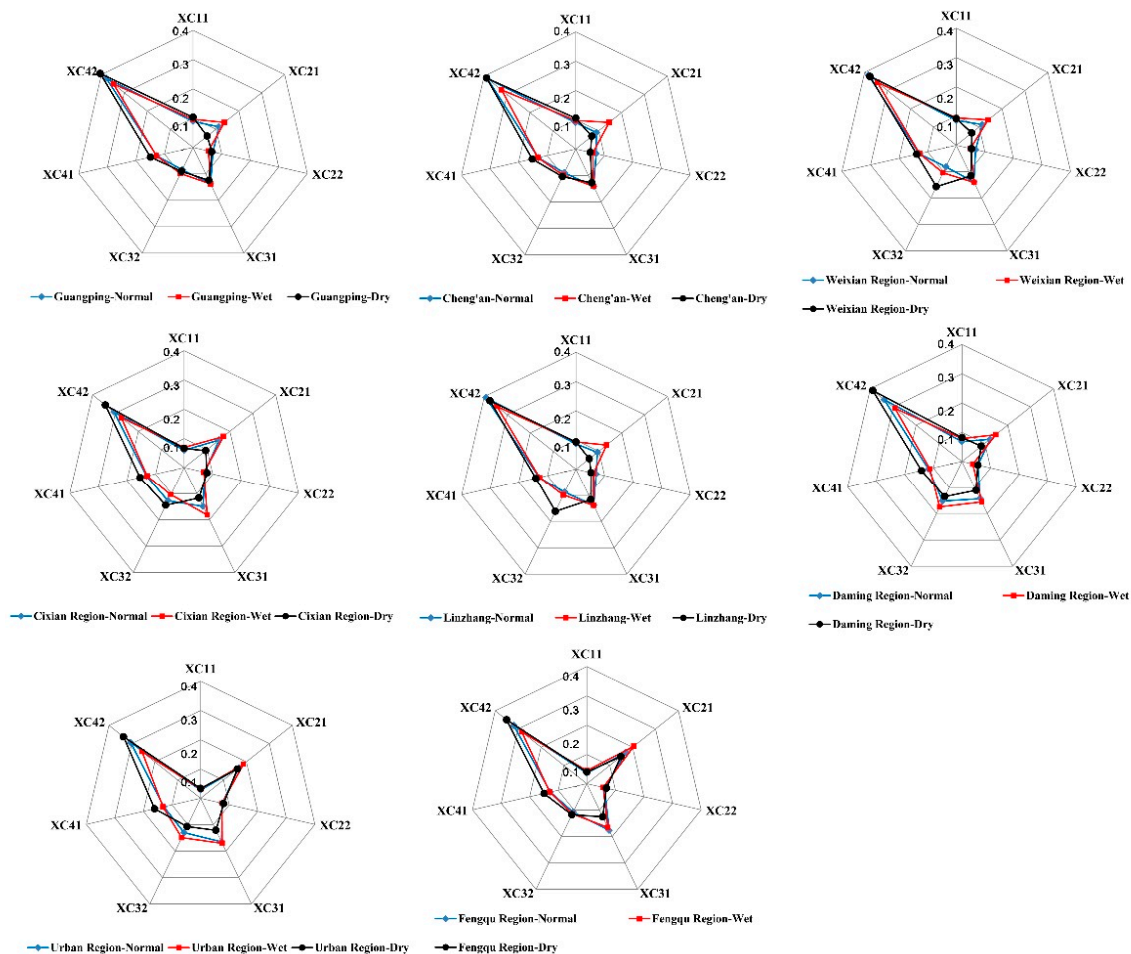 XC11
0.4
0.3
0.2
0.1
XC21
XC22
XC31
XC32
XC41
XC42
Guangping-Normal Guangping-Wet Guangping-Dry
XC11
0.4
0.3
0.2
0.1
XC21
XC22
XC31
XC32
XC41
XC42
Cheng'an-Normal Cheng'an-Wet Cheng'an-Dry
XC11
0.4
0.3
0.2
0.1
XC21
XC22
XC31
XC32
XC41
XC42
Weixian Region-Normal Weixian Region-Wet
Weixian Region-Dry
XC11
0.4
0.3
0.2
0.1
XC21
XC22
XC31
XC32
XC41
XC42
Cixian Region-Normal Cixian Region-Wet Cixian Region-Dry
XC11
0.4
0.3
0.2
0.1
XC21
XC22
XC31
XC32
XC41
XC42
Linzhang-Normal Linzhang-Wet Linzhang-Dry
XC11
0.4
0.3
0.2
0.1
XC21
XC22
XC31
XC32
XC41
XC42
Daming Region-Normal Daming Region-Wet
Daming Region-Dry
XC11
0.4
0.3
0.2
0.1
XC21
XC22
XC31
XC32
XC41
XC42
Urban Region-Normal Urban Region-Wet Urban Region-Dry
XC11
0.4
0.3
0.2
0.1
XC21
XC22
XC31
XC32
XC41
XC42
Fengqu Region-Normal Fengqu Region-Wet
Fengqu Region-Dry